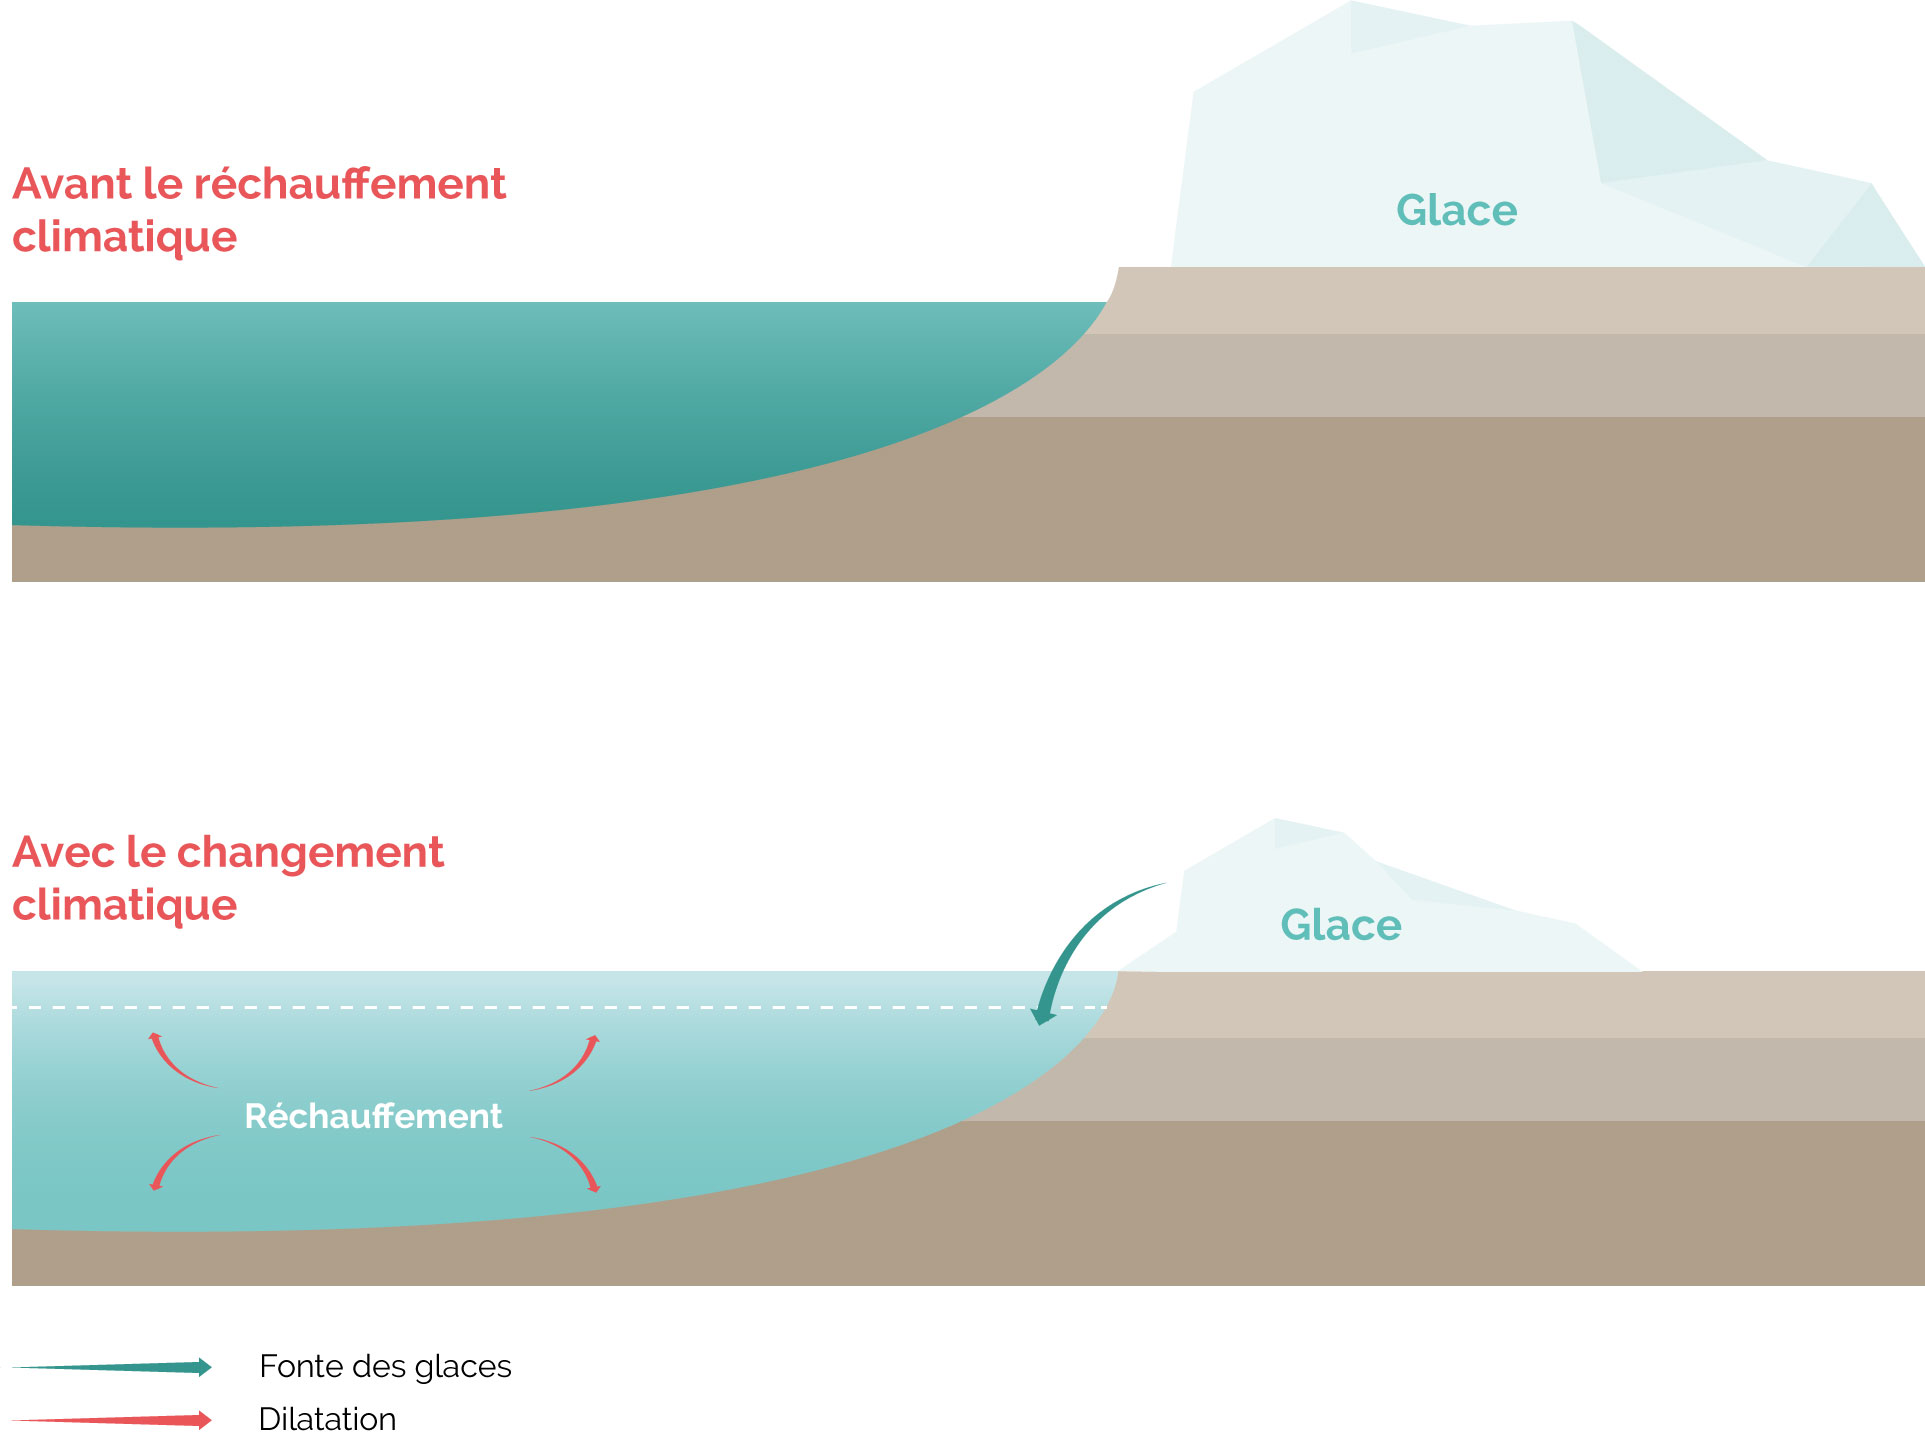 Avant le réchauffement
climatique
Glace
Avec le changement
climatique
Glace
Réchauffement
Fonte des glaces
Dilatation